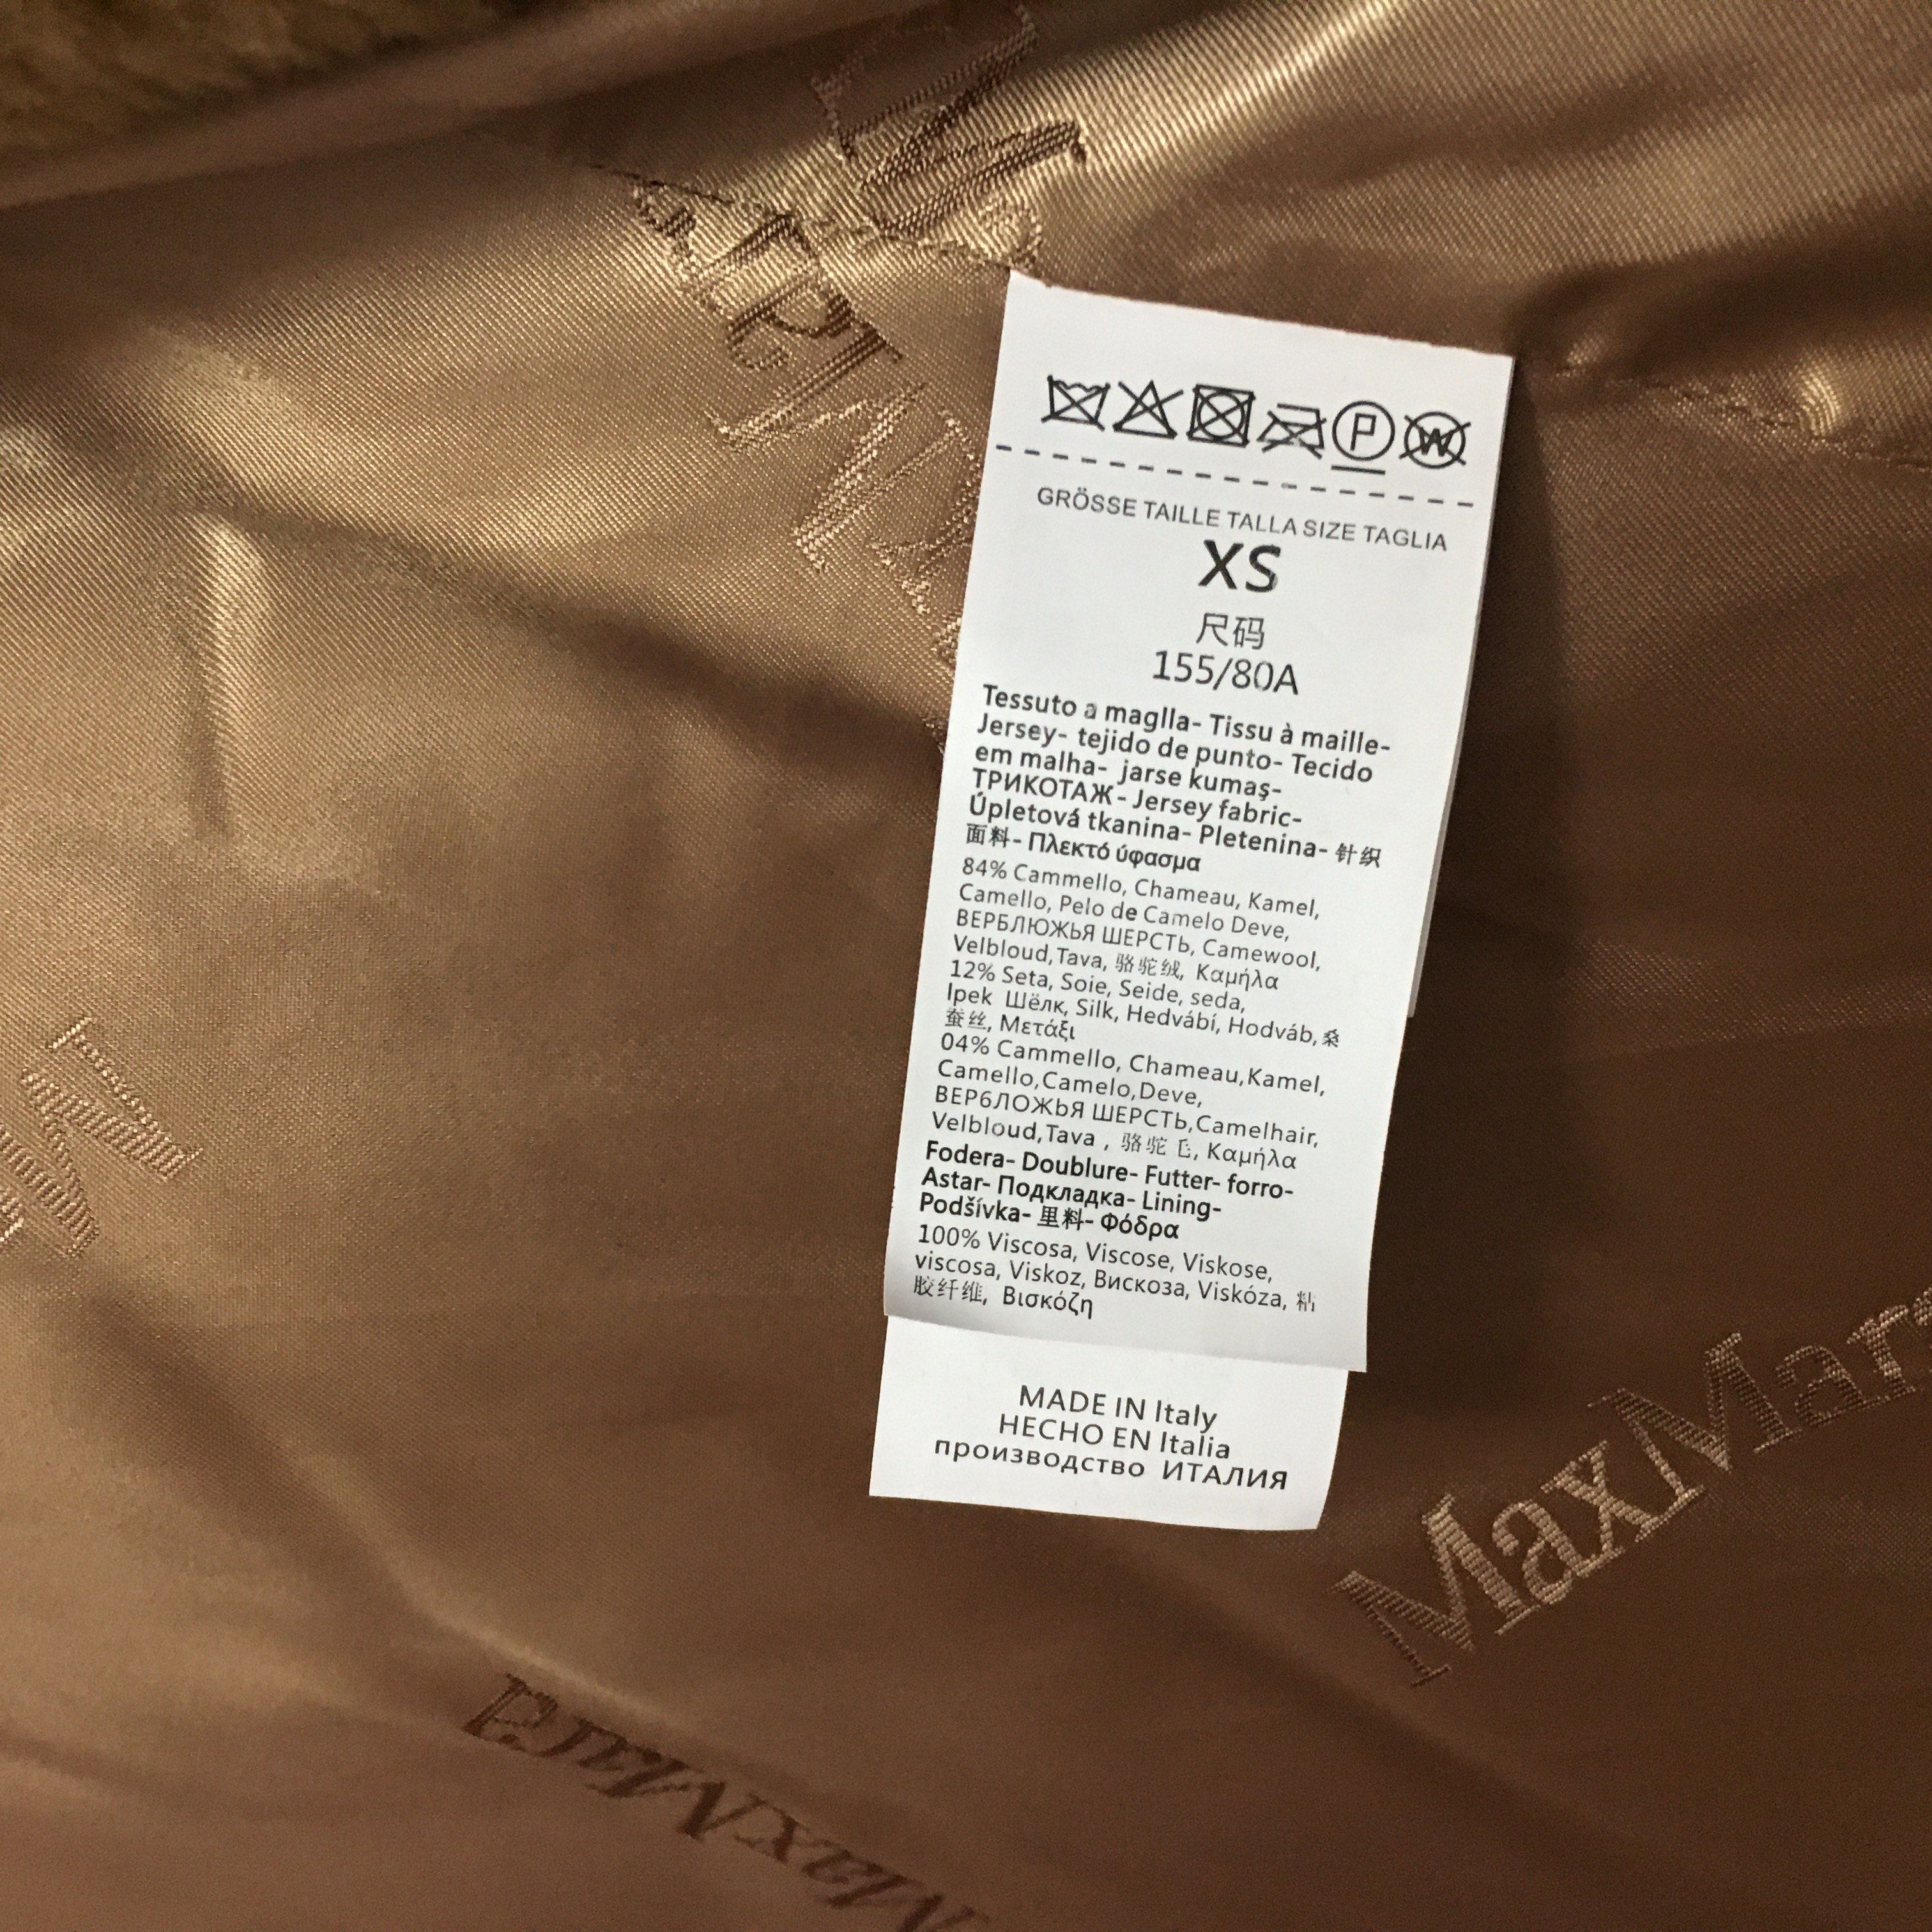 MaxMara
P
W
GRÖSSE TAILLE TALLA SIZE TAGLIA
XS
尺码
155/80A
Tessuto a maglla- Tissu à maille-
Jersey- tejido de punto- Tecido
em malha- jarse kumaş-
ТРИКОТАЖ- Jersey fabric-
Úpletová tkanina- Pletenina- 针织
面料- Πλεκτό ύφασμα
84% Cammello, Chameau, Kamel,
Camello, Pelo de Camelo Deve,
ВЕРБЛЮЖЬЯ ШЕРСТЬ, Camewool,
Velbloud,Tava, 骆驼绒, Καμήλα
12% Seta, Soie, Seide, seda,
Ipek Шёлк, Silk, Hedvábí, Hodváb, 桑
蚕丝, Μετάξι
04% Cammello, Chameau,Kamel,
Camello,Camelo,Deve,
ВЕР6ЛОЖЬЯ ШЕРСТЬ,Camelhair,
Velbloud,Tava , 骆驼 Καμήλα
Fodera- Doublure- Futter- forro-
Astar- Подкладка- Lining-
Podšívka- 里料- Φόδρα
100% Viscosa, Viscose, Viskose,
viscosa, Viskoz, Вискоза, Viskóza, 粘
胶纤维, Βισκόζη
MADE IN Italy
HECHO EN Italia
производство ИТАЛИЯ
MaxMara
MaxMara